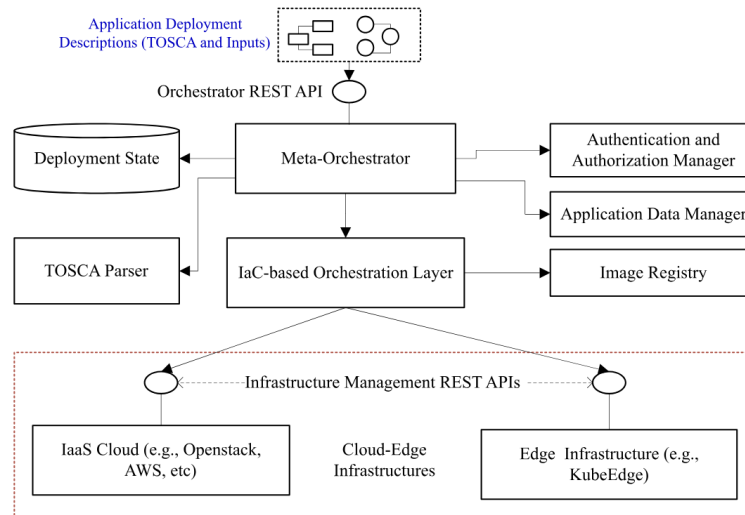 Application Deployment
Descriptions (TOSCA and Inputs)
Orchestrator REST API
Deployment State
Meta-Orchestrator
Authentication and
Authorization Manager
Application Data Manager
TOSCA Parser
IaC-based Orchestration Layer
Image Registry
Infrastructure Management REST APIs
IaaS Cloud (e.g., Openstack,
AWS, etc)
Cloud-Edge
Infrastructures
Edge Infrastructure (e.g.,
KubeEdge)